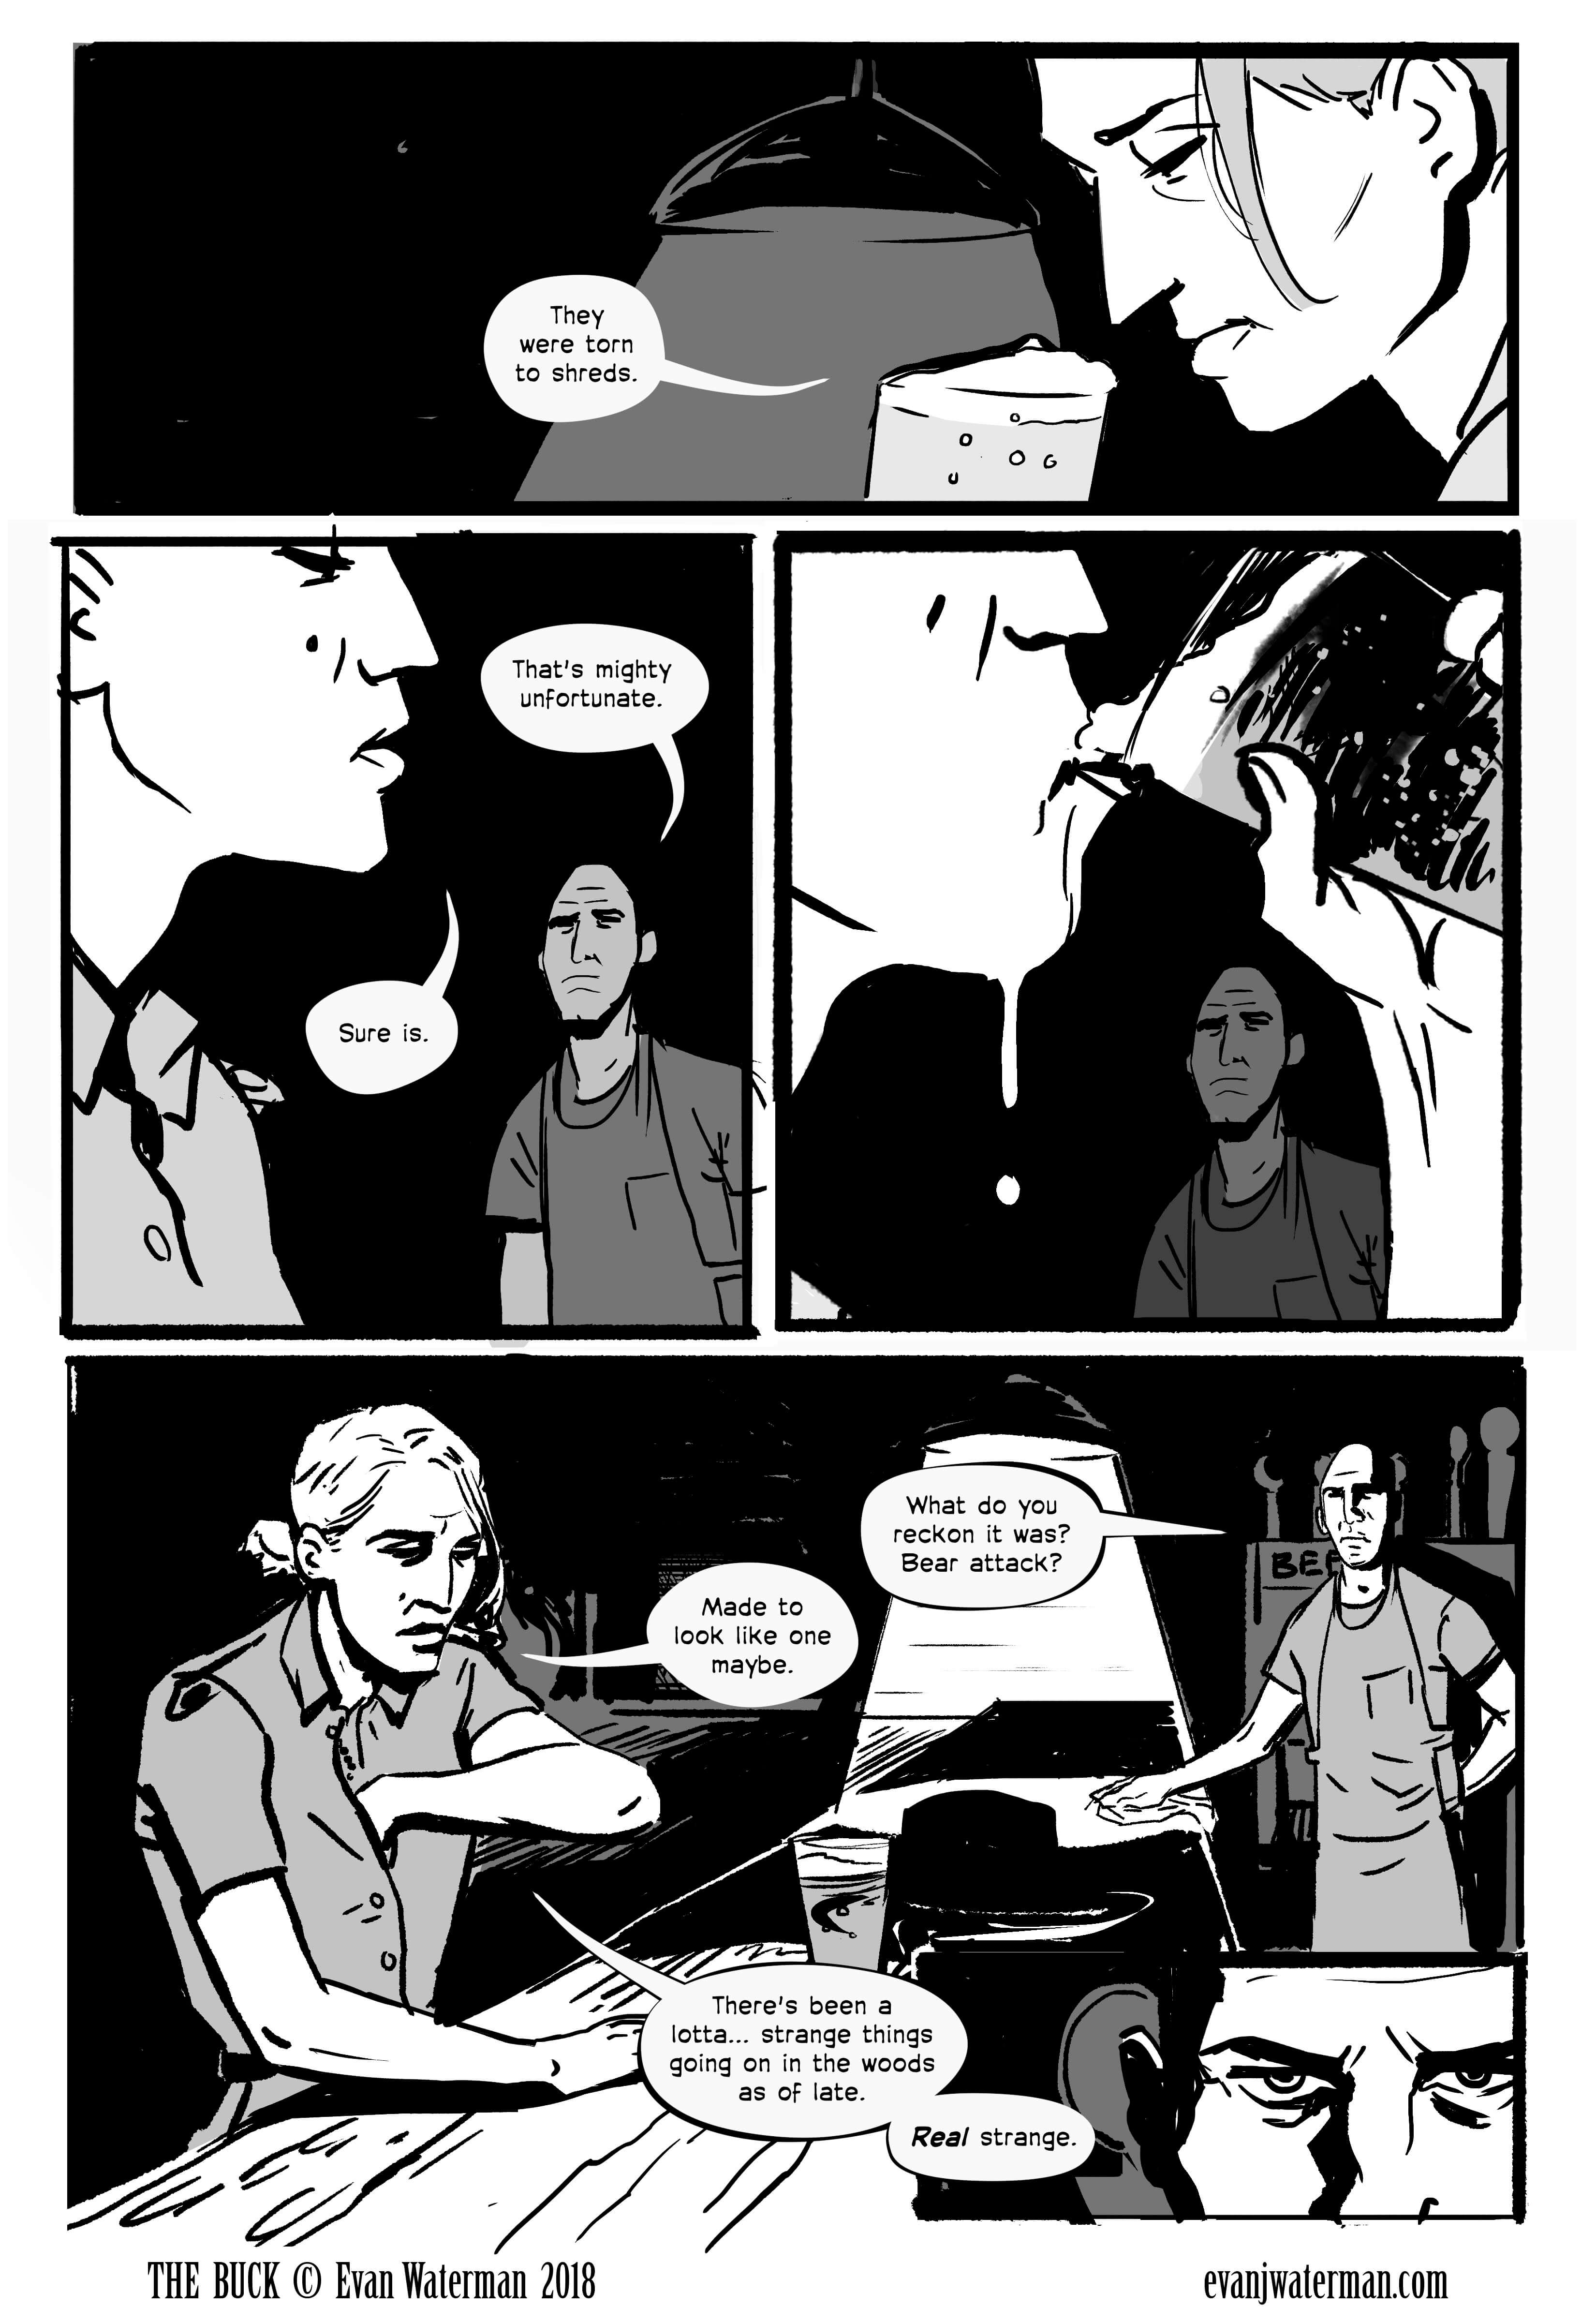 They
were torn
to shreds.
That's mighty
unfortunate.
Sure is.
What do you
reckon it was?
Bear attack?
BEE
Made to
look like one
maybe.
There's been a
lotta... strange things
going on in the woods
as of late.
Real strange.
THE BUCK © Evan Waterman 2018
evanjwaterman.com